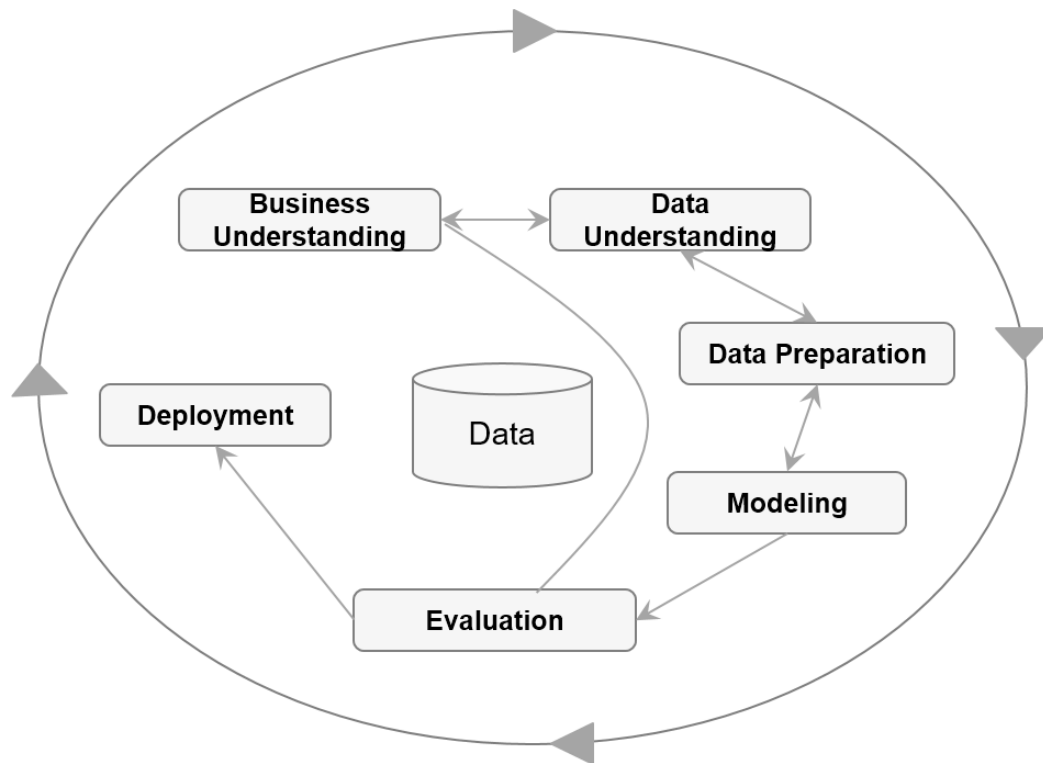 Business
Understanding
Data
Understanding
Data Preparation
Deployment
Data
Modeling
Evaluation